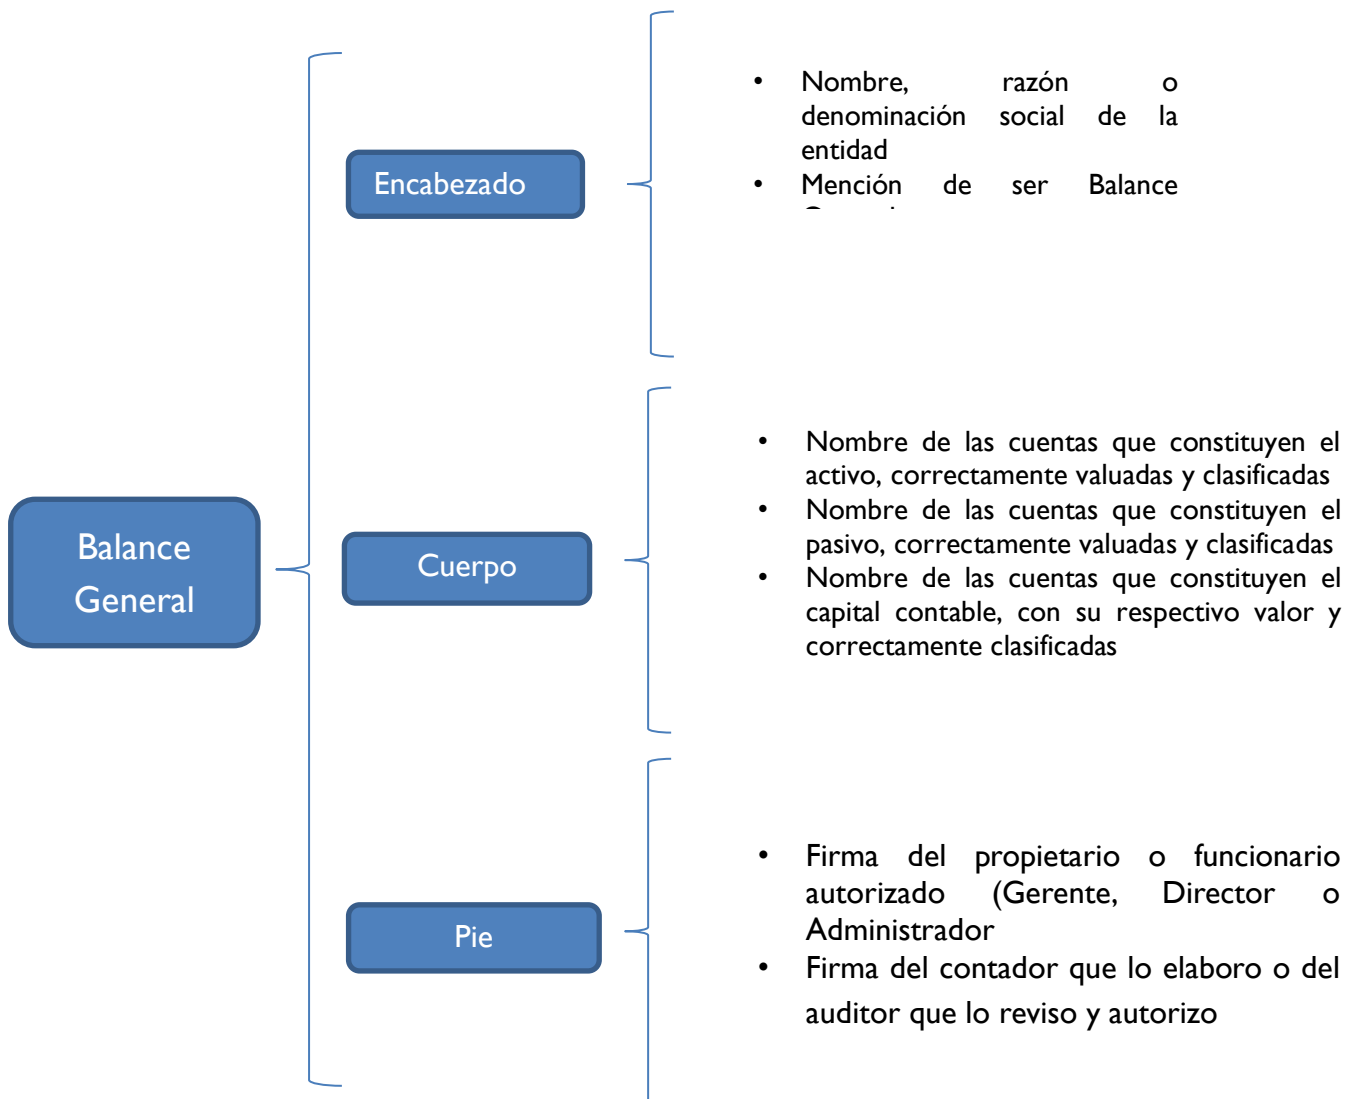 Balance
General
Encabezado
• Nombre, razón o
denominación social de la
entidad
• Mención de ser Balance
Cuerpo
• Nombre de las cuentas que constituyen el
activo, correctamente valuadas y clasificadas
• Nombre de las cuentas que constituyen el
pasivo, correctamente valuadas y clasificadas
• Nombre de las cuentas que constituyen el
capital contable, con su respectivo valor y
correctamente clasificadas
Pie
• Firma del propietario o funcionario
autorizado (Gerente, Director o
Administrador
• Firma del contador que lo elaboro o del
auditor que lo reviso y autorizo